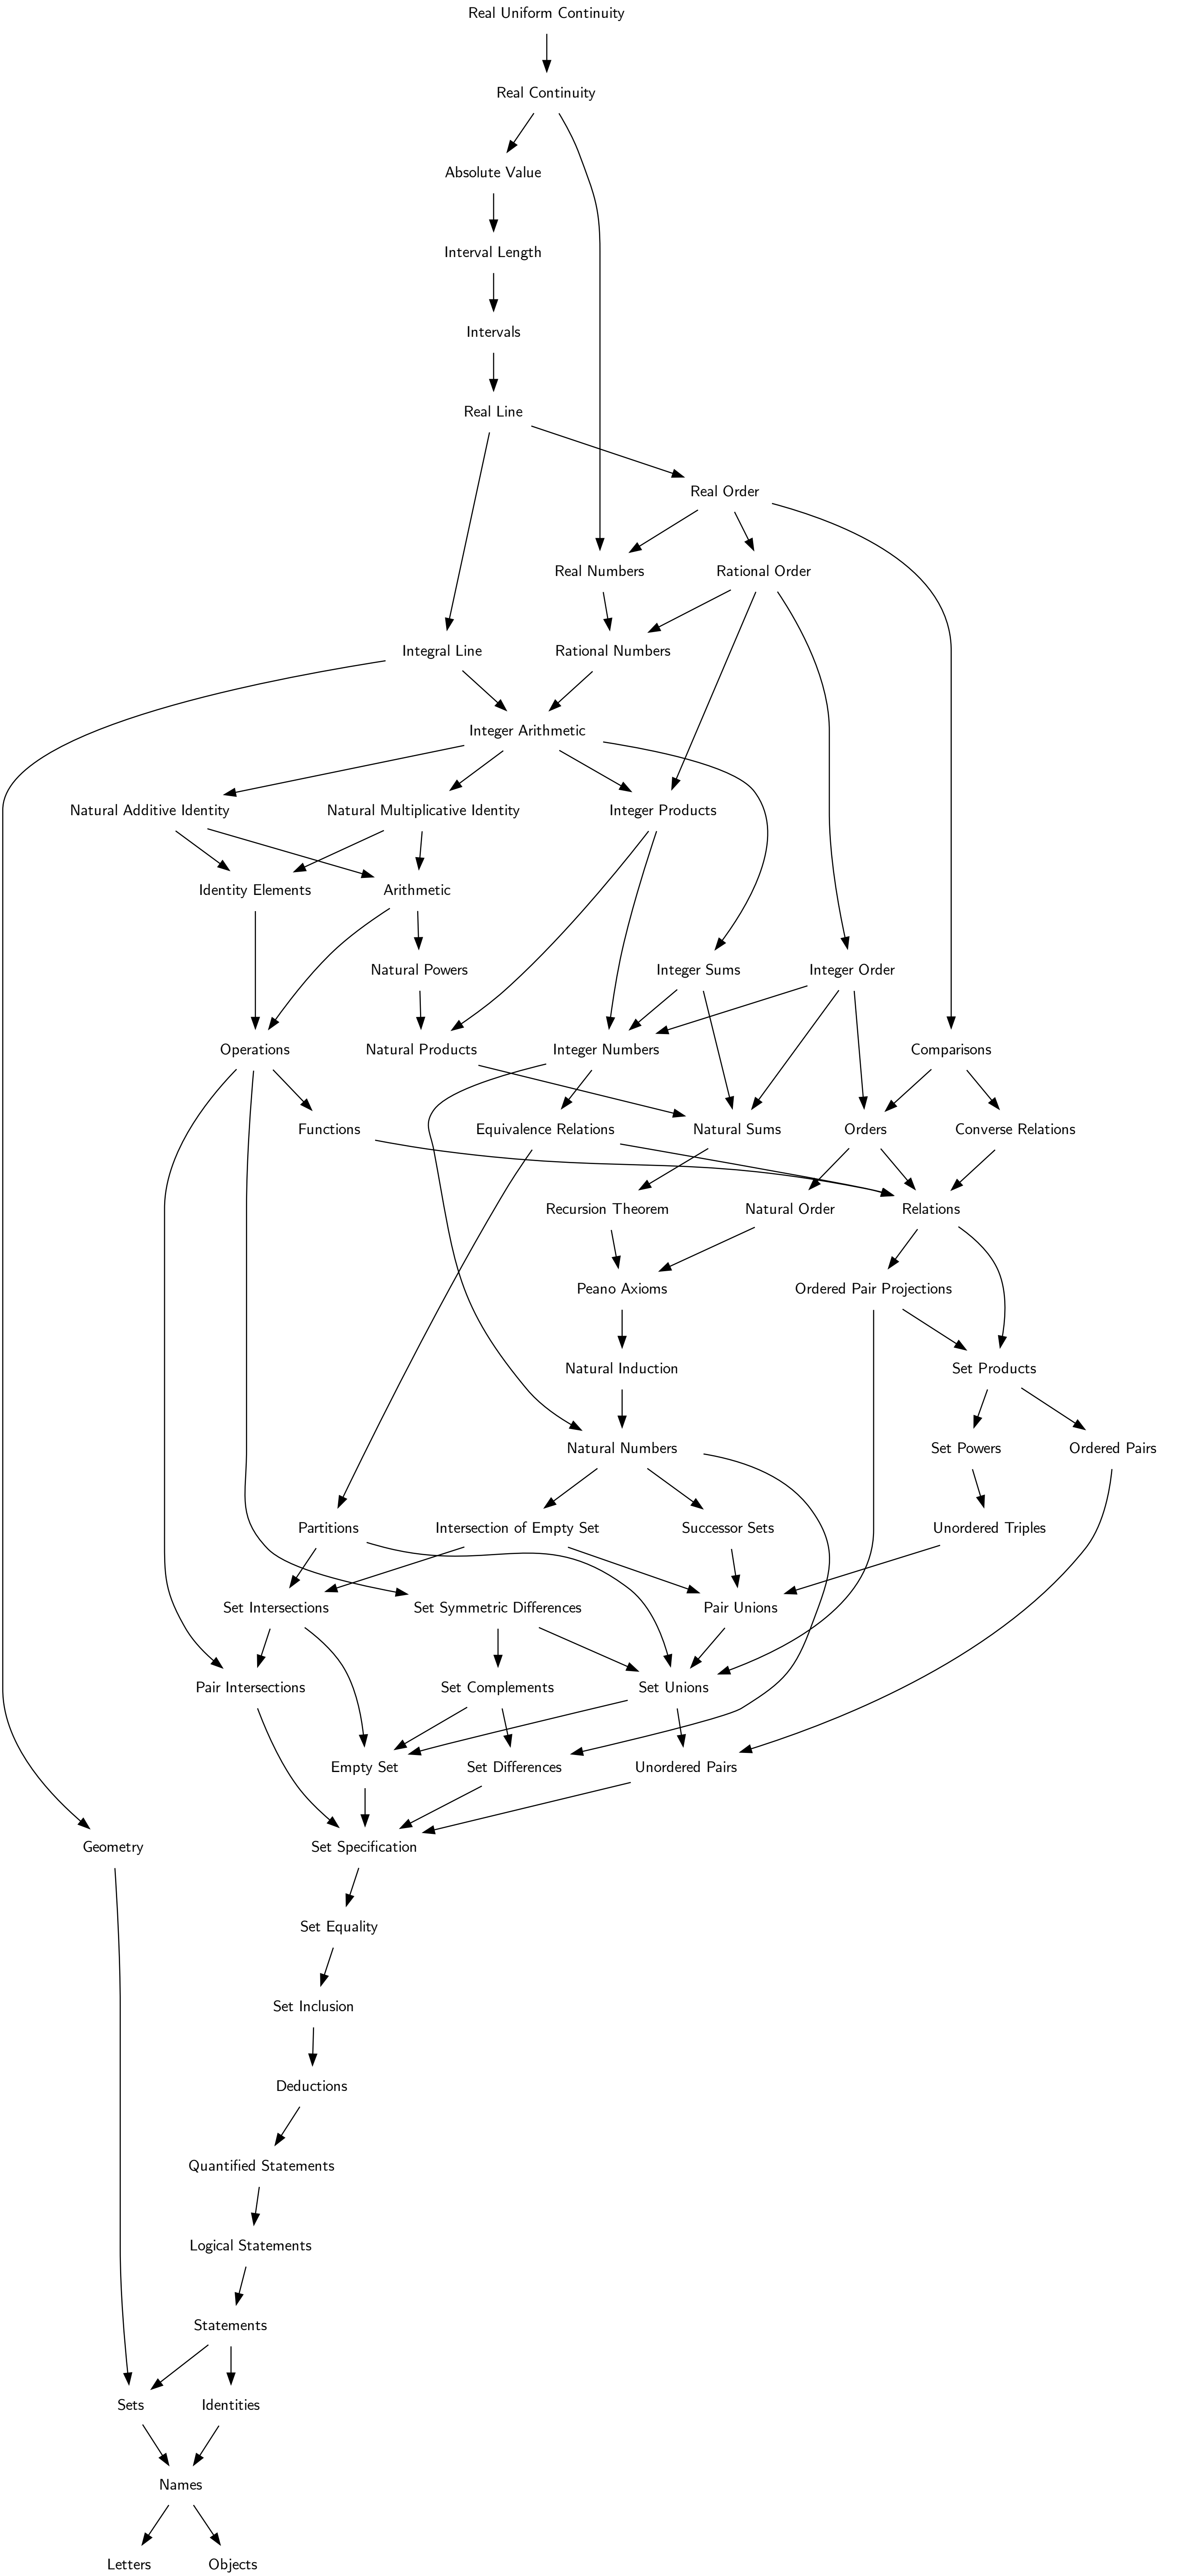 Real Uniform Continuity
Real Continuity
Absolute Value
Interval Length
Intervals
Real Line
Real Order
Real Numbers
Rational Order
Integral Line
Rational Numbers
Integer Arithmetic
Natural Additive Identity
Natural Multiplicative Identity
Integer Products
Identity Elements
Arithmetic
Natural Powers
Integer Sums
Integer Order
Operations
Natural Products
Integer Numbers
Comparisons
Functions
Equivalence Relations
Natural Sums
Orders
Converse Relations
Recursion Theorem
Natural Order
Relations
Peano Axioms
Ordered Pair Projections
Natural Induction
Set Products
Natural Numbers
Set Powers
Ordered Pairs
Partitions
Intersection of Empty Set
Successor Sets
Unordered Triples
Set Intersections
Set Symmetric Differences
Pair Unions
Pair Intersections
Set Complements
Set Unions
Empty Set
Set Differences
Unordered Pairs
Geometry
Set Specification
Set Equality
Set Inclusion
Deductions
Quantified Statements
Logical Statements
Statements
Sets
Identities
Names
Letters
Objects